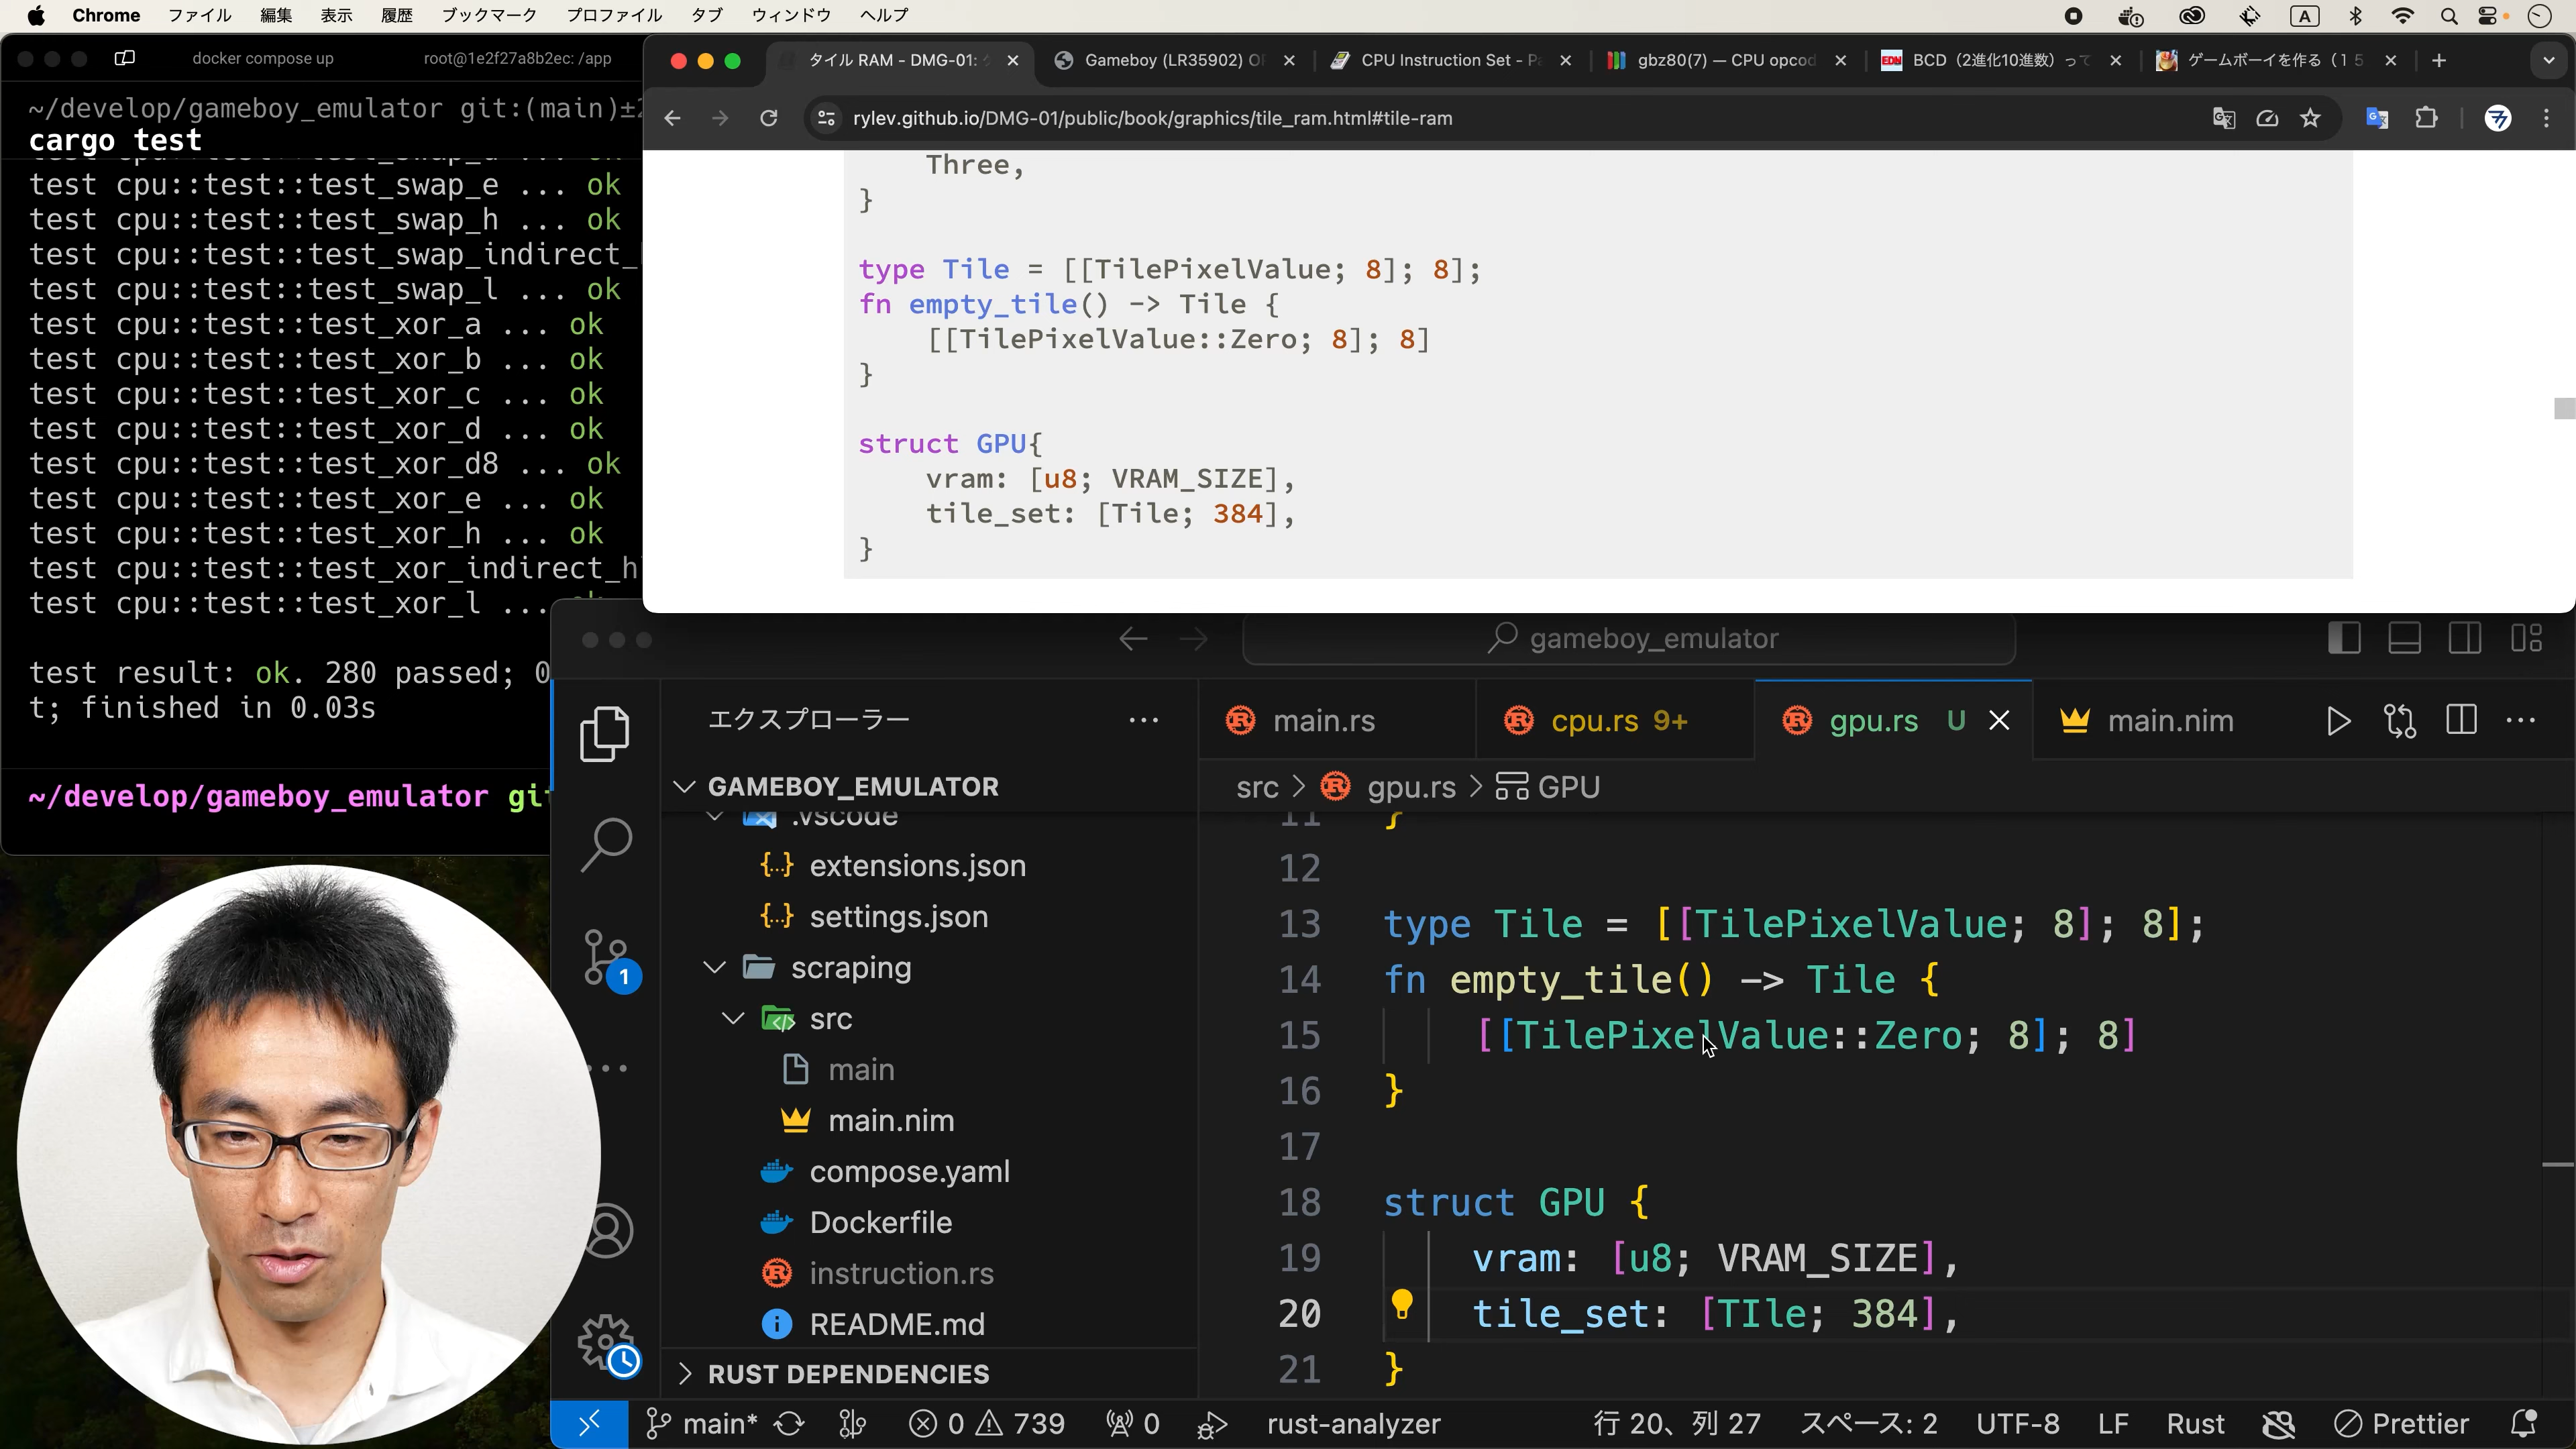 Chrome ファイル 編集 表示 履歴 ブックマーク プロファイル タブ ウィンドウ ヘルプ A
docker compose up root@1e2f27a8b2ec: /app
~/develop/gameboy_emulator git:(main)±2
cargo test
test cpu::test::test_swap_e ... ok
test cpu::test::test_swap_h ... ok
test cpu::test::test_swap_indirect_
test cpu::test::test_swap_l ... ok
test cpu::test::test_xor_a ... ok
test cpu::test::test_xor_b ... ok
test cpu::test::test_xor_c ... ok
test cpu::test::test_xor_d ... ok
test cpu::test::test_xor_d8 ... ok
test cpu::test::test_xor_e ... ok
test cpu::test::test_xor_h ... ok
test cpu::test::test_xor_indirect_h
test cpu::test::test_xor_l ...
test result: ok. 280 passed; 0
t; finished in 0.03s
~/develop/gameboy_emulator git
タイル RAM - DMG-01: Gameboy (LR35902) O CPU Instruction Set - P gbz80(7) — CPU opcod EDN BCD（2進化10進数）って ゲームボーイを作る（１５
rylev.github.io/DMG-01/public/book/graphics/tile_ram.html#tile-ram
Three,
}
type Tile = [[TilePixelValue; 8]; 8];
fn empty_tile() -> Tile {
[[TilePixelValue::Zero; 8]; 8]
}
struct GPU{
vram: [u8; VRAM_SIZE],
tile_set: [Tile; 384],
}
gameboy_emulator
エクスプローラー
GAMEBOY_EMULATOR
.vscode
extensions.json
settings.json
scraping
src
main
main.nim
compose.yaml
Dockerfile
instruction.rs
README.md
RUST DEPENDENCIES
1
main.rs cpu.rs 9+ gpu.rs U main.nim
src > gpu.rs > GPU
11 }
12
13 type Tile = [[TilePixelValue; 8]; 8];
14 fn empty_tile() -> Tile {
15 [[TilePixelValue::Zero; 8]; 8]
16 }
17
18 struct GPU {
19 vram: [u8; VRAM_SIZE],
20 tile_set: [TIle; 384],
21 }
main* 0 739 0 rust-analyzer 行 20、列 27 スペース: 2 UTF-8 LF Rust Prettier